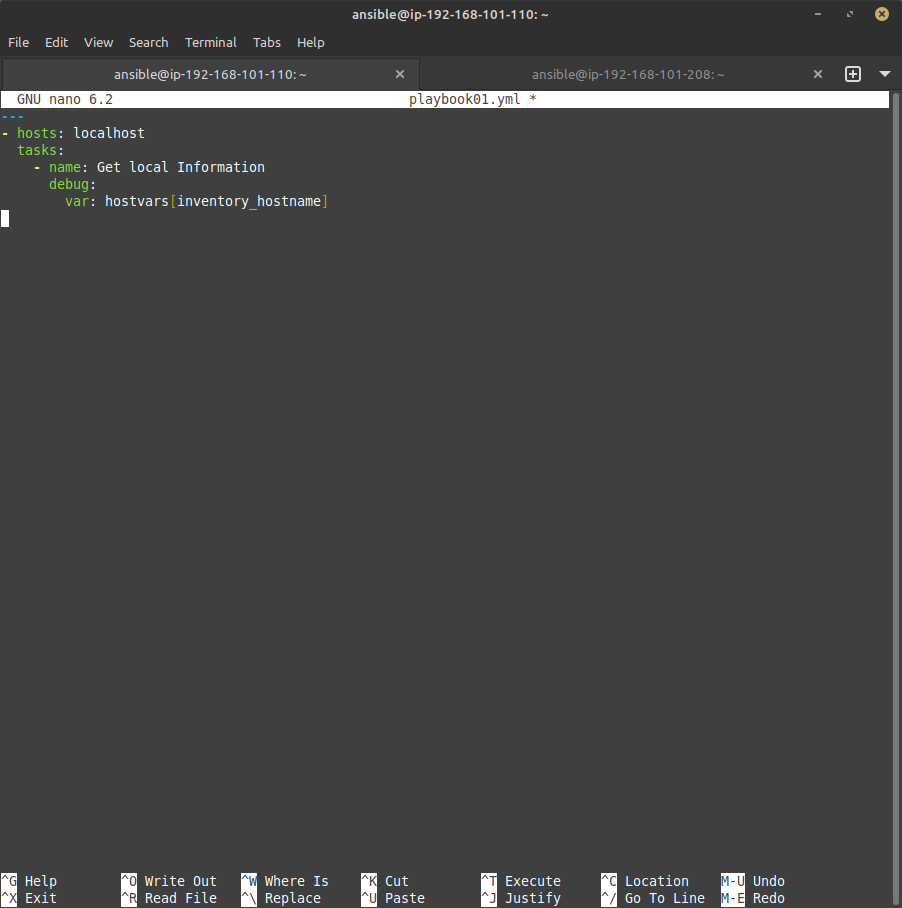 ansible@ip-192-168-101-110: ~
File Edit View Search Terminal Tabs Help
ansible@ip-192-168-101-110: ~ ansible@ip-192-168-101-208: ~
GNU nano 6.2 playbook01.yml *
---
- hosts: localhost
  tasks:
    - name: Get local Information
      debug:
        var: hostvars[inventory_hostname]
^G Help ^O Write Out ^W Where Is ^K Cut ^T Execute ^C Location M-U Undo
^X Exit ^R Read File ^\ Replace ^U Paste ^J Justify ^/ Go To Line M-E Redo